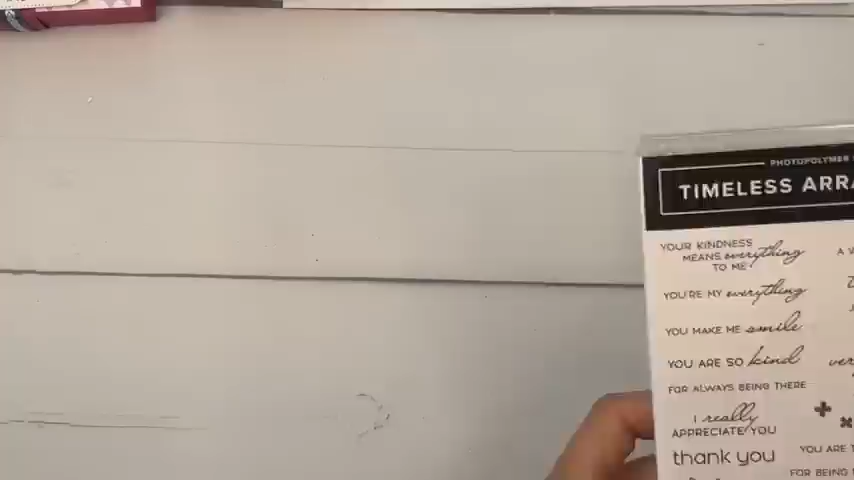 PHOTOPOLYMER
TIMELESS ARRA
YOUR KINDNESS
MEANS everything
TO ME
A V
YOU'RE MY everything
YOU MAKE ME smile
YOU ARE SO kind
ver
FOR ALWAYS BEING THERE
I really
APPRECIATE YOU
thank you
YOU ARE T
FOR BEING